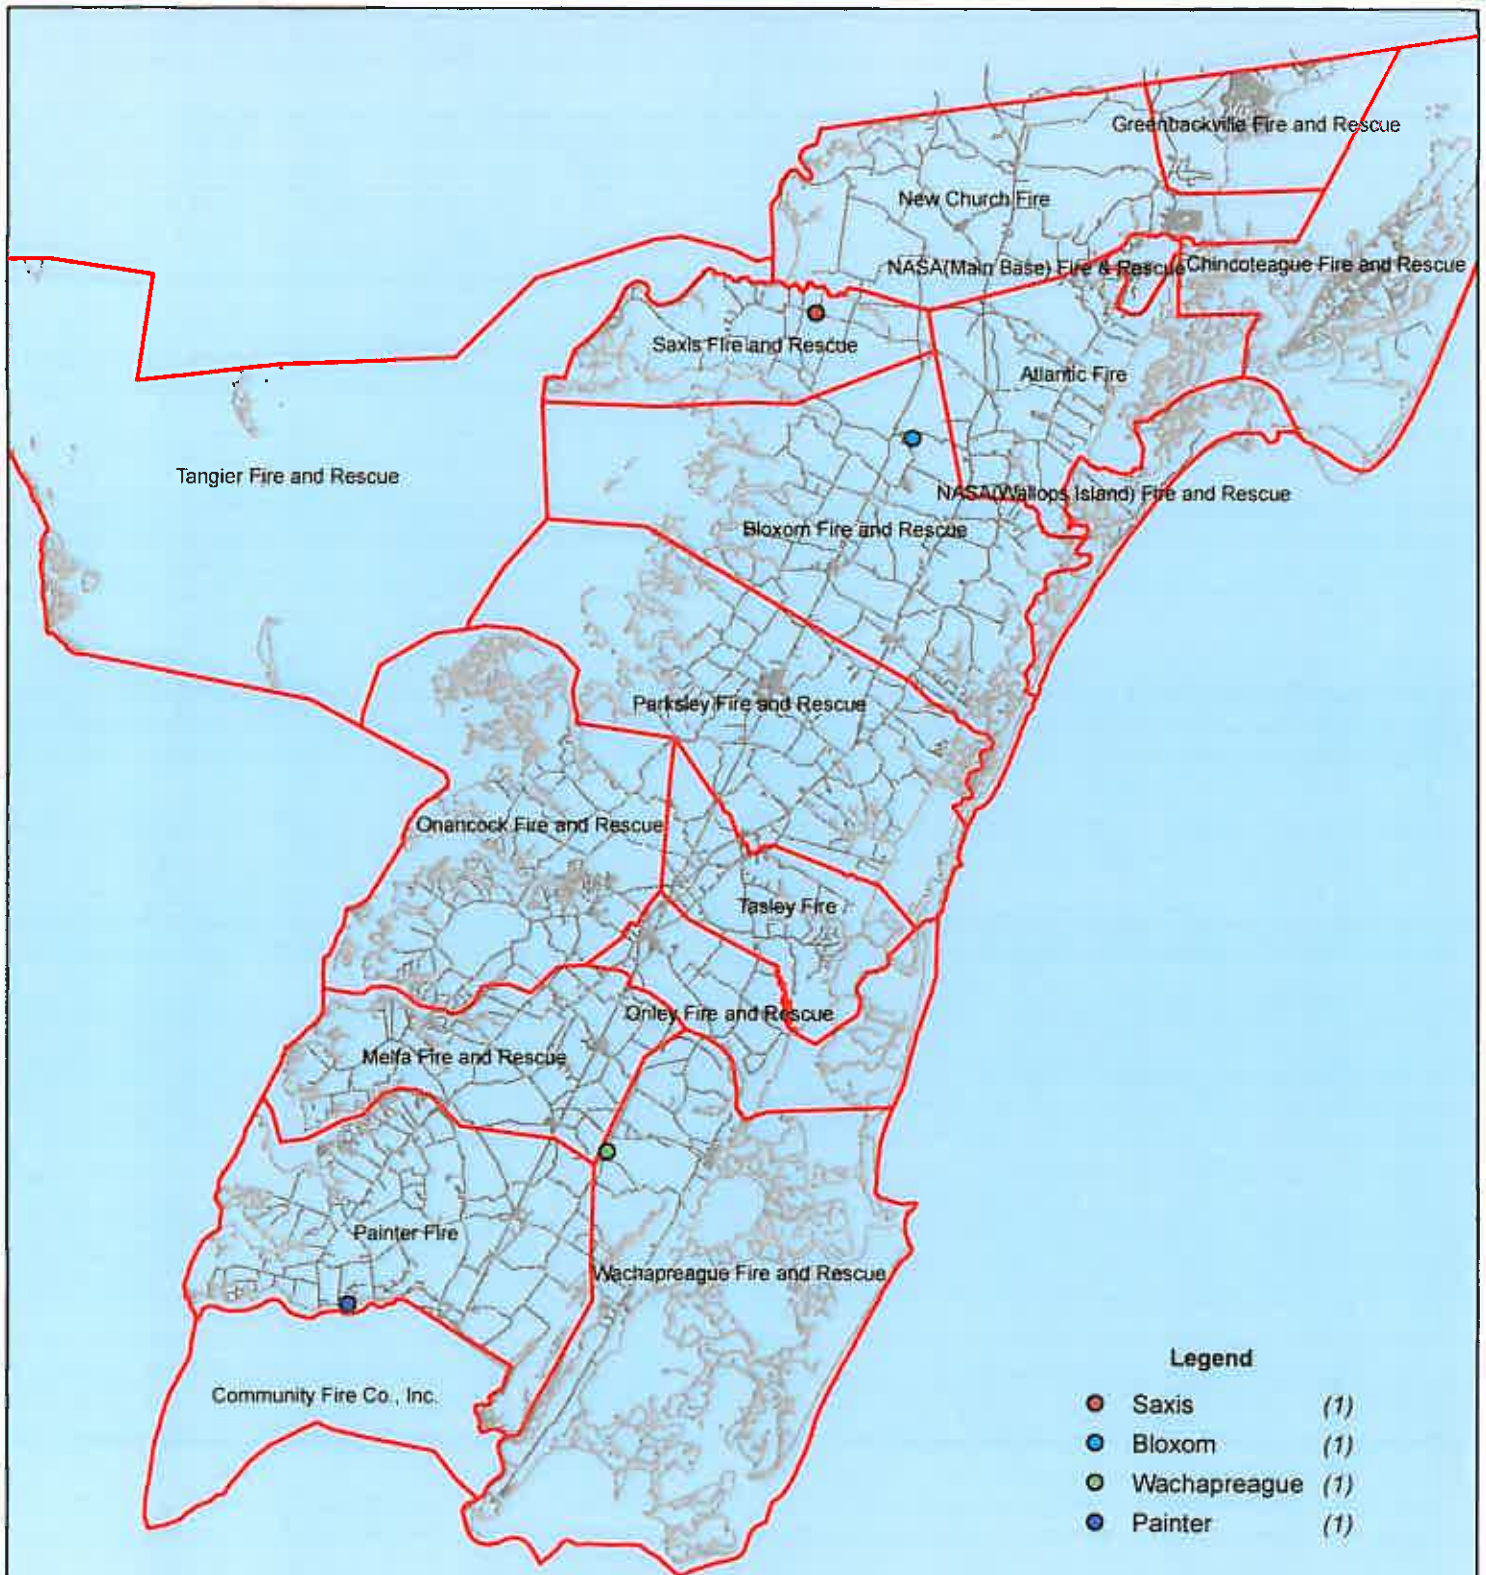 Greenbackville Fire and Rescue
New Church Fire
NASA(Main Base) Fire & Rescue
Chincoteague Fire and Rescue
Saxis Fire and Rescue
Atlantic Fire
Tangier Fire and Rescue
NASA(Wallops Island) Fire and Rescue
Bloxom Fire and Rescue
Parksley Fire and Rescue
Onancock Fire and Rescue
Tasley Fire
Onley Fire and Rescue
Melfa Fire and Rescue
Painter Fire
Wachapreague Fire and Rescue
Community Fire Co., Inc.
Legend
Saxis (1)
Bloxom (1)
Wachapreague (1)
Painter (1)